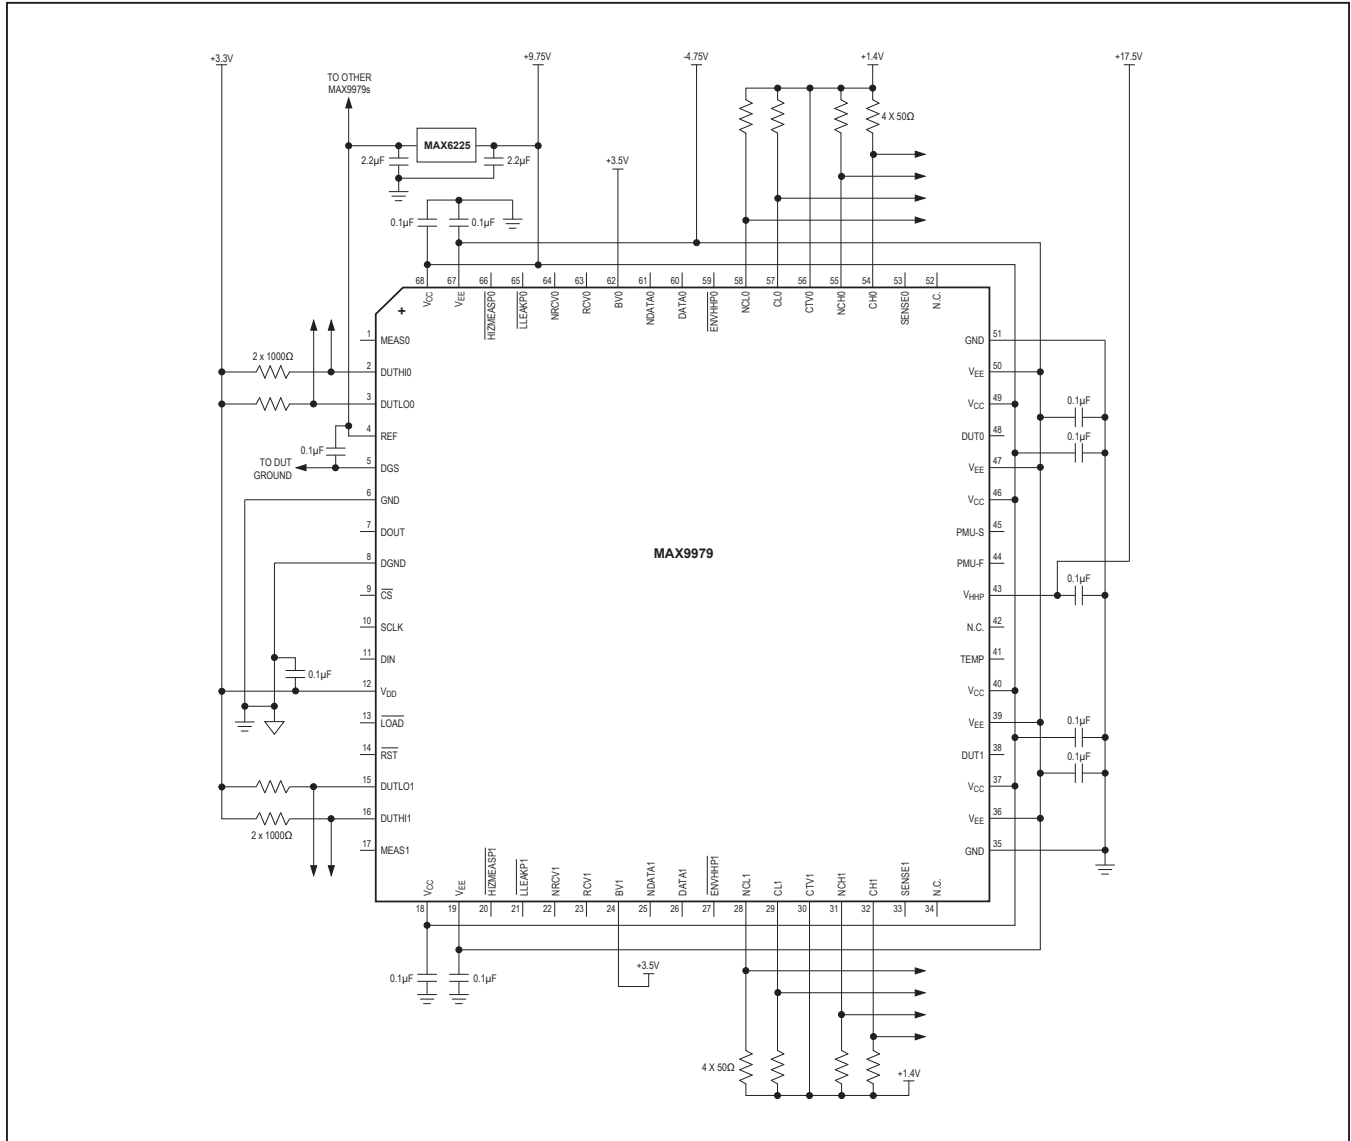 +3.3V
+9.75V
-4.75V
+1.4V
+17.5V
TO OTHER
MAX9979s
4 X 50Ω
MAX6225
2.2µF
2.2µF
+3.5V
0.1µF
0.1µF
68
67
66
65
64
63
62
61
60
59
58
57
56
55
54
53
52
VCC
VEE
HIZMEASP0
LLEAKP0
NRCV0
RCV0
BV0
NDATA0
DATA0
ENVHHP0
NCL0
CL0
CTV0
NCH0
CH0
SENSE0
N.C.
+
1
MEAS0
2 x 1000Ω
2
DUTHI0
3
DUTLO0
4
REF
0.1µF
TO DUT
GROUND
5
DGS
6
GND
7
DOUT
8
DGND
9
CS
10
SCLK
11
DIN
0.1µF
12
VDD
13
LOAD
14
RST
15
DUTLO1
16
DUTHI1
2 x 1000Ω
17
MEAS1
MAX9979
GND
51
VEE
50
VCC
49
0.1µF
DUT0
48
0.1µF
VEE
47
VCC
46
PMU-S
45
PMU-F
44
VHHP
43
0.1µF
N.C.
42
TEMP
41
VCC
40
VEE
39
0.1µF
DUT1
38
0.1µF
VCC
37
VEE
36
GND
35
VCC
VEE
HIZMEASP1
LLEAKP1
NRCV1
RCV1
BV1
NDATA1
DATA1
ENVHHP1
NCL1
CL1
CTV1
NCH1
CH1
SENSE1
N.C.
18
19
20
21
22
23
24
25
26
27
28
29
30
31
32
33
34
0.1µF
0.1µF
+3.5V
4 X 50Ω
+1.4V